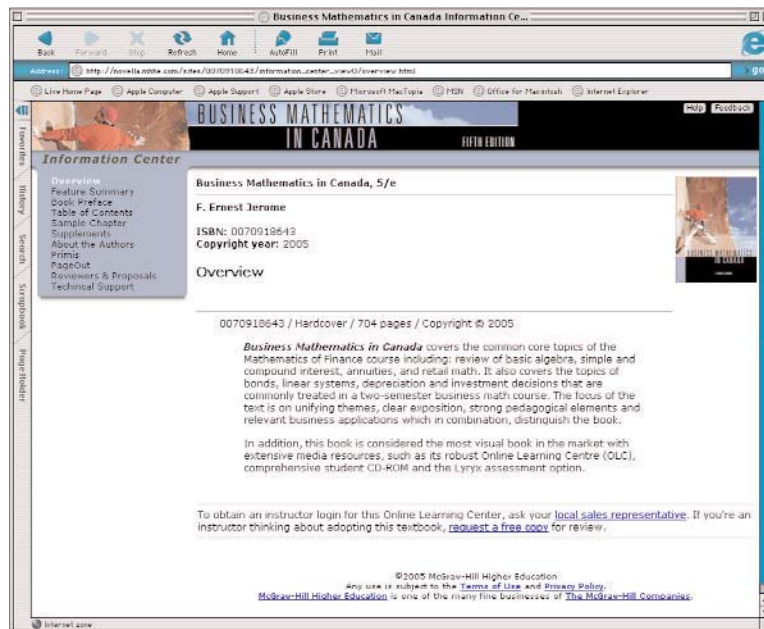 Business Mathematics in Canada Information Ce...
Back Forward Stop Refresh Home AutoFill Print Mail
Address: http://novella.mhhe.com/sites/0070918643/information_center_view0/overview.html go
Live Home Page Apple Computer Apple Support Apple Store Microsoft MacTopia MSN Office for Macintosh Internet Explorer
Favorites
History
Search
Scrapbook
Page Holder
BUSINESS MATHEMATICS
IN CANADA FIFTH EDITION
Help Feedback
Information Center
Overview
Feature Summary
Book Preface
Table of Contents
Sample Chapter
Supplements
About the Authors
Primis
PageOut
Reviewers & Proposals
Techincal Support
Business Mathematics in Canada, 5/e
F. Ernest Jerome
ISBN: 0070918643
Copyright year: 2005
Overview
BUSINESS MATHEMATICS
IN CANADA
0070918643 / Hardcover / 704 pages / Copyright © 2005
Business Mathematics in Canada covers the common core topics of the
Mathematics of Finance course including: review of basic algebra, simple and
compound interest, annuities, and retail math. It also covers the topics of
bonds, linear systems, depreciation and investment decisions that are
commonly treated in a two-semester business math course. The focus of the
text is on unifying themes, clear exposition, strong pedagogical elements and
relevant business applications which in combination, distinguish the book.
In addition, this book is considered the most visual book in the market with
extensive media resources, such as its robust Online Learning Centre (OLC),
comprehensive student CD-ROM and the Lyryx assessment option.
To obtain an instructor login for this Online Learning Center, ask your local sales representative. If you're an
instructor thinking about adopting this textbook, request a free copy for review.
©2005 McGraw-Hill Higher Education
Any use is subject to the Terms of Use and Privacy Policy.
McGraw-Hill Higher Education is one of the many fine businesses of The McGraw-Hill Companies.
Internet zone